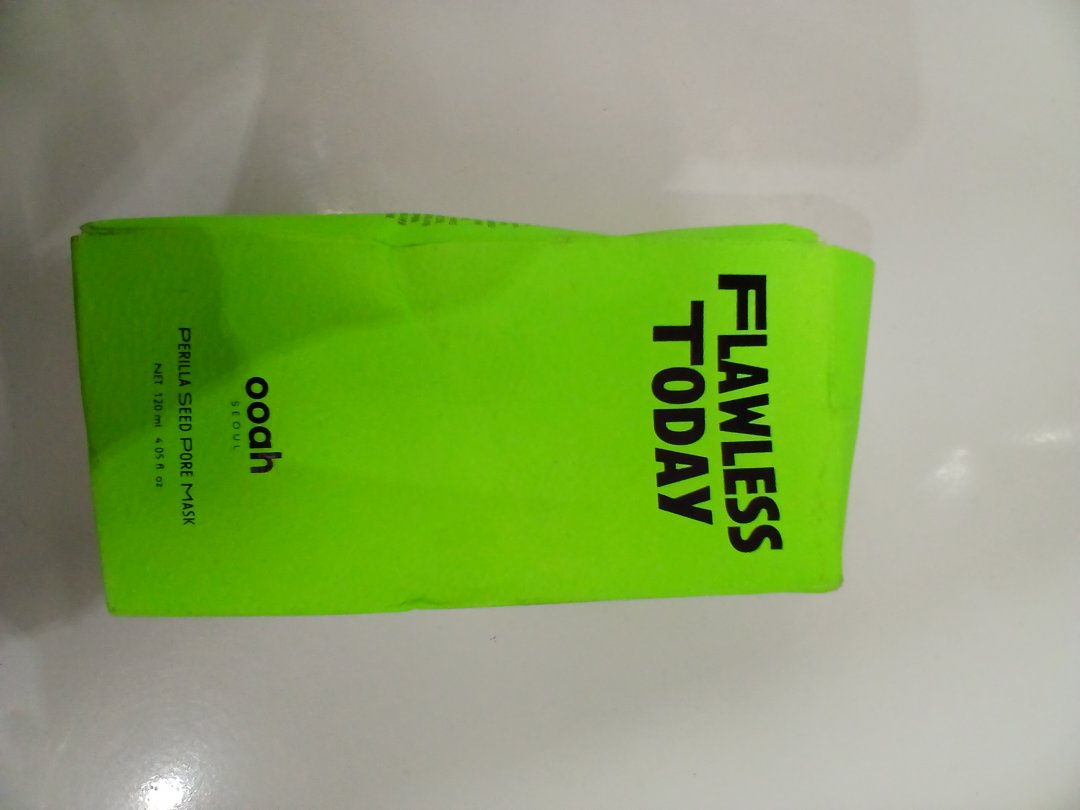 FLAWLESS
TODAY
ooah
SEOUL
PERILLA SEED PORE MASK
NET 120 ml 4.05 fl. oz